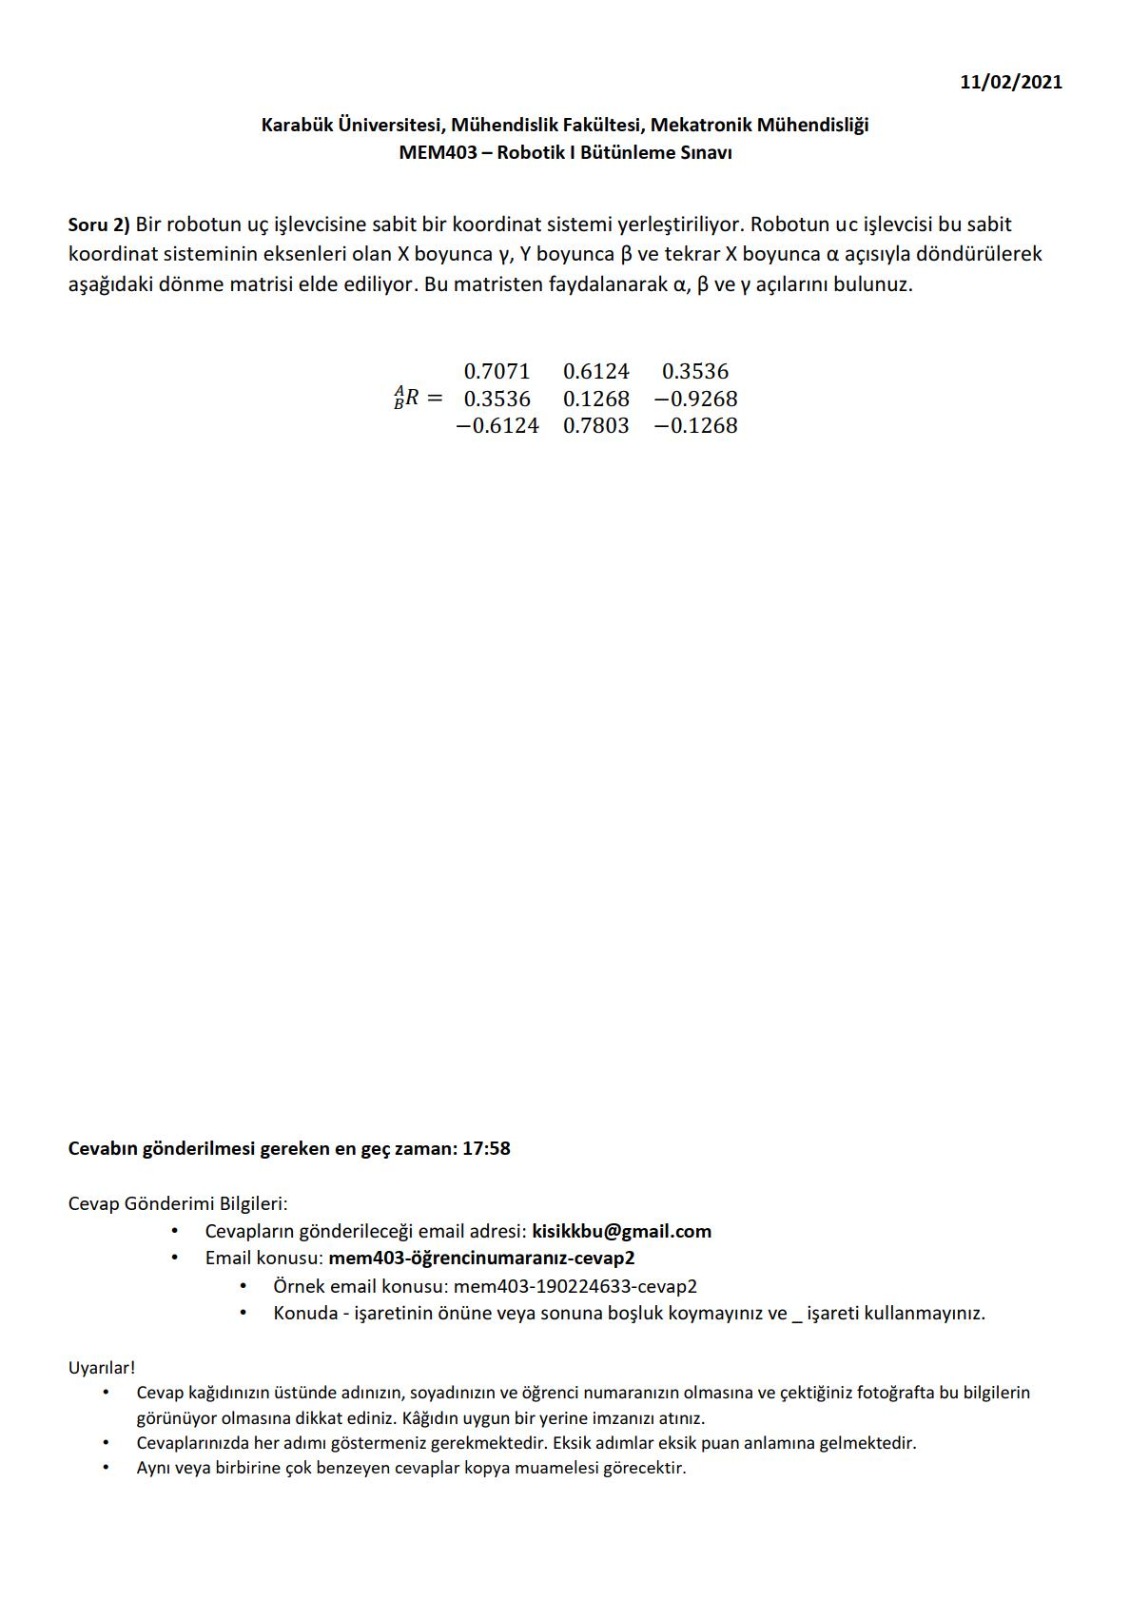 11/02/2021
Karabük Üniversitesi, Mühendislik Fakültesi, Mekatronik Mühendisliği
MEM403 – Robotik I Bütünleme Sınavı
Soru 2) Bir robotun uç işlevcisine sabit bir koordinat sistemi yerleştiriliyor. Robotun uc işlevcisi bu sabit
koordinat sisteminin eksenleri olan X boyunca γ, Y boyunca β ve tekrar X boyunca α açısıyla döndürülerek
aşağıdaki dönme matrisi elde ediliyor. Bu matristen faydalanarak α, β ve γ açılarını bulunuz.
0.7071 0.6124 0.3536
A B R = 0.3536 0.1268 −0.9268
−0.6124 0.7803 −0.1268
Cevabın gönderilmesi gereken en geç zaman: 17:58
Cevap Gönderimi Bilgileri:
• Cevapların gönderileceği email adresi: kisikkbu@gmail.com
• Email konusu: mem403-öğrencinumaranız-cevap2
• Örnek email konusu: mem403-190224633-cevap2
• Konuda - işaretinin önüne veya sonuna boşluk koymayınız ve _ işareti kullanmayınız.
Uyarılar!
• Cevap kağıdınızın üstünde adınızın, soyadınızın ve öğrenci numaranızın olmasına ve çektiğiniz fotoğrafta bu bilgilerin
görünüyor olmasına dikkat ediniz. Kâğıdın uygun bir yerine imzanızı atınız.
• Cevaplarınızda her adımı göstermeniz gerekmektedir. Eksik adımlar eksik puan anlamına gelmektedir.
• Aynı veya birbirine çok benzeyen cevaplar kopya muamelesi görecektir.